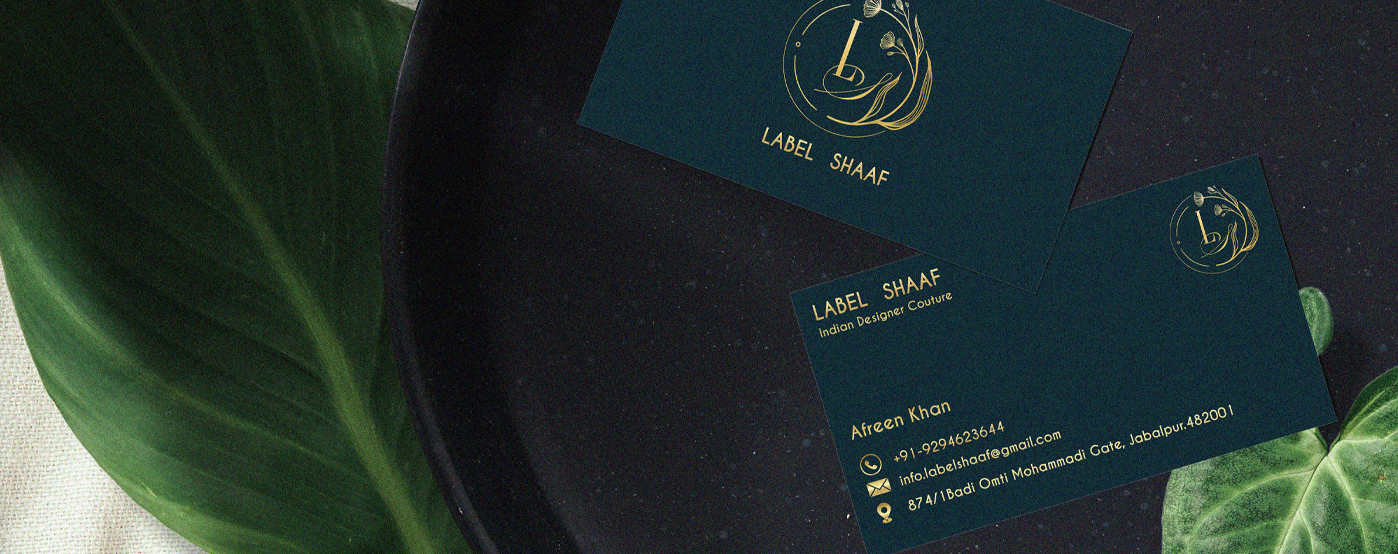 L
LABEL SHAAF
L
LABEL SHAAF
Indian Designer Couture
Afreen Khan
+91-9294623644
info.labelshaaf@gmail.com
874/1Badi Omti Mohammadi Gate, Jabalpur.482001